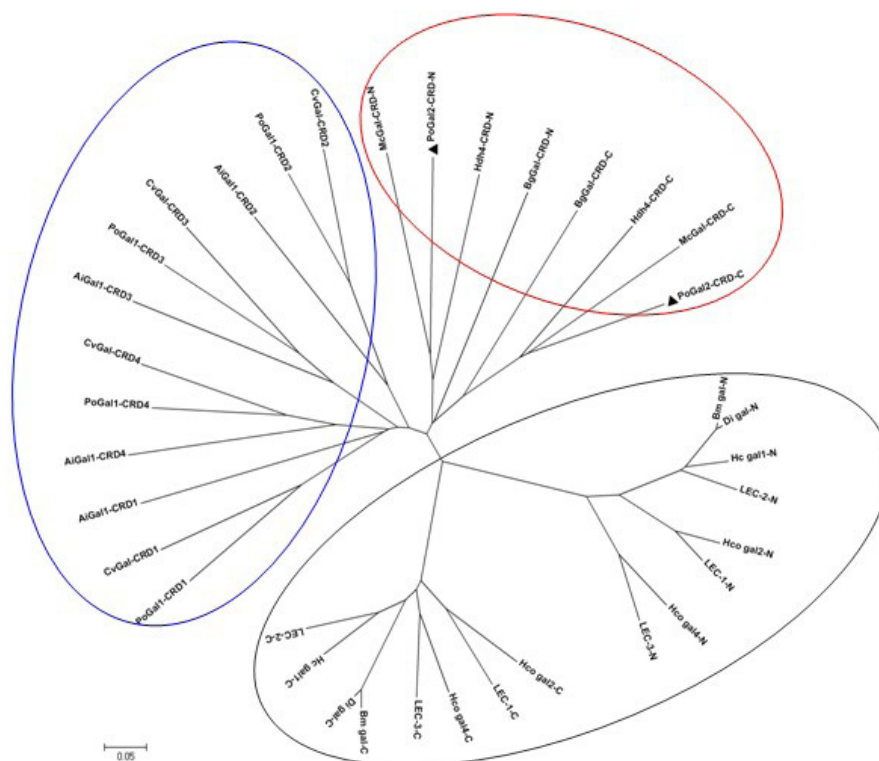 CvGal-CRD2
PoGal1-CRD2
AiGal1-CRD2
CvGal-CRD3
PoGal1-CRD3
AiGal1-CRD3
CvGal-CRD4
PoGal1-CRD4
AiGal1-CRD4
AiGal1-CRD1
CvGal-CRD1
PoGal1-CRD1
McGal-CRD-N
PoGal2-CRD-N
Hdh4-CRD-N
BgGal-CRD-N
BgGal-CRD-C
Hdh4-CRD-C
McGal-CRD-C
PoGal2-CRD-C
Bm gal-N
Di gal-N
Hc gal1-N
LEC-2-N
Hco gal2-N
LEC-1-N
Hco gal4-N
LEC-3-N
Hco gal2-C
LEC-1-C
Hco gal4-C
LEC-3-C
Bm gal-C
Di gal-C
Hc gal1-C
LEC-2-C
0.05